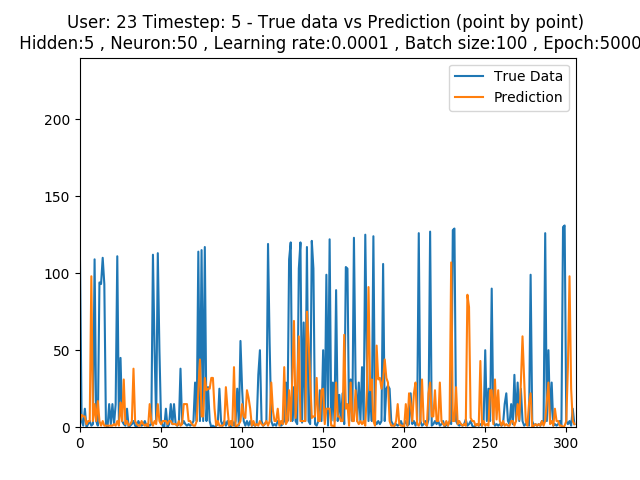 User: 23 Timestep: 5 - True data vs Prediction (point by point)
Hidden:5 , Neuron:50 , Learning rate:0.0001 , Batch size:100 , Epoch:5000
True Data
Prediction
200
150
100
50
0
0 50 100 150 200 250 300